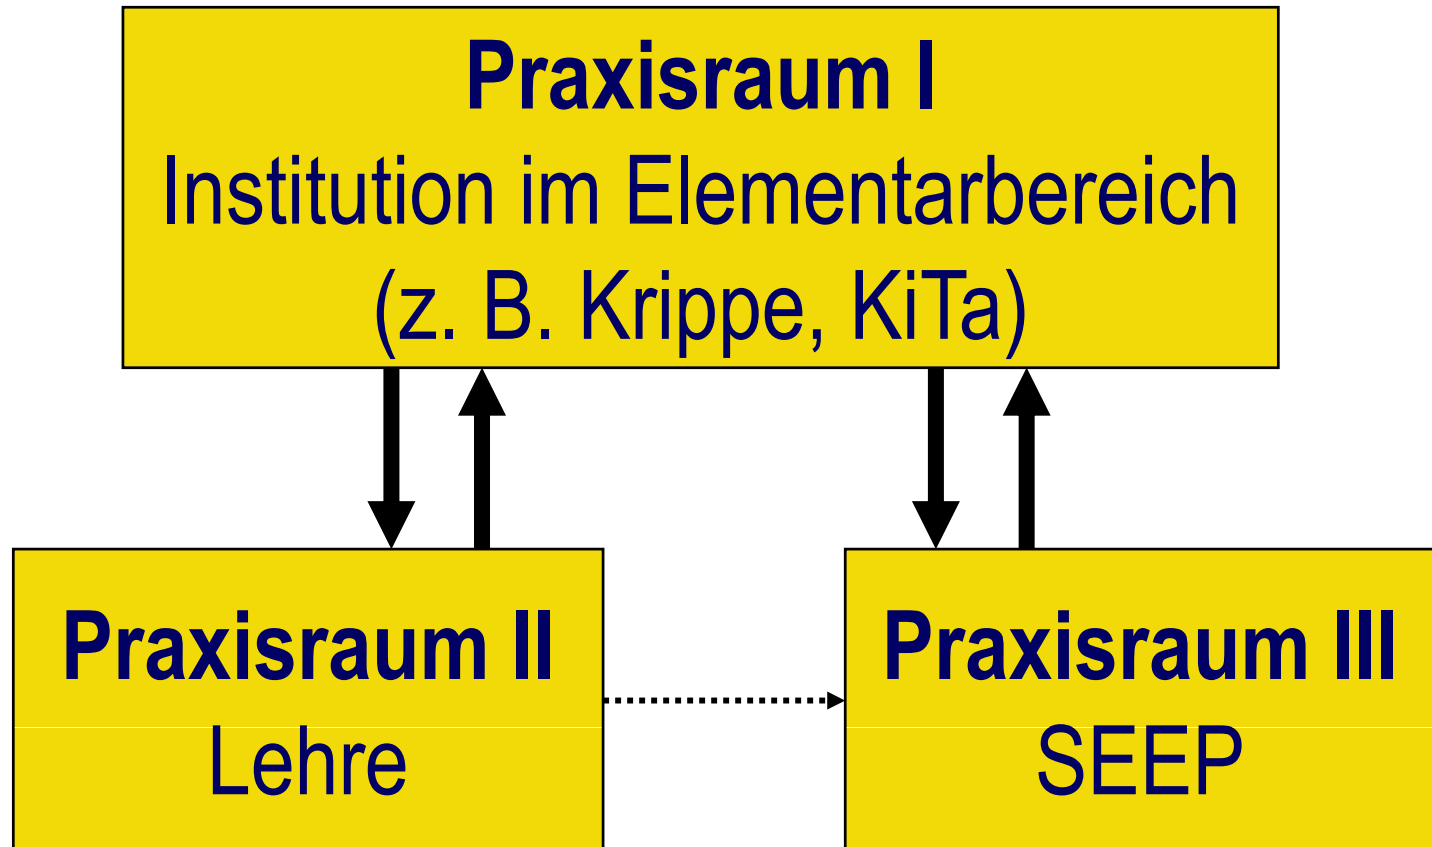 Praxisraum I
Institution im Elementarbereich
(z. B. Krippe, KiTa)
Praxisraum II
Lehre
Praxisraum III
SEEP